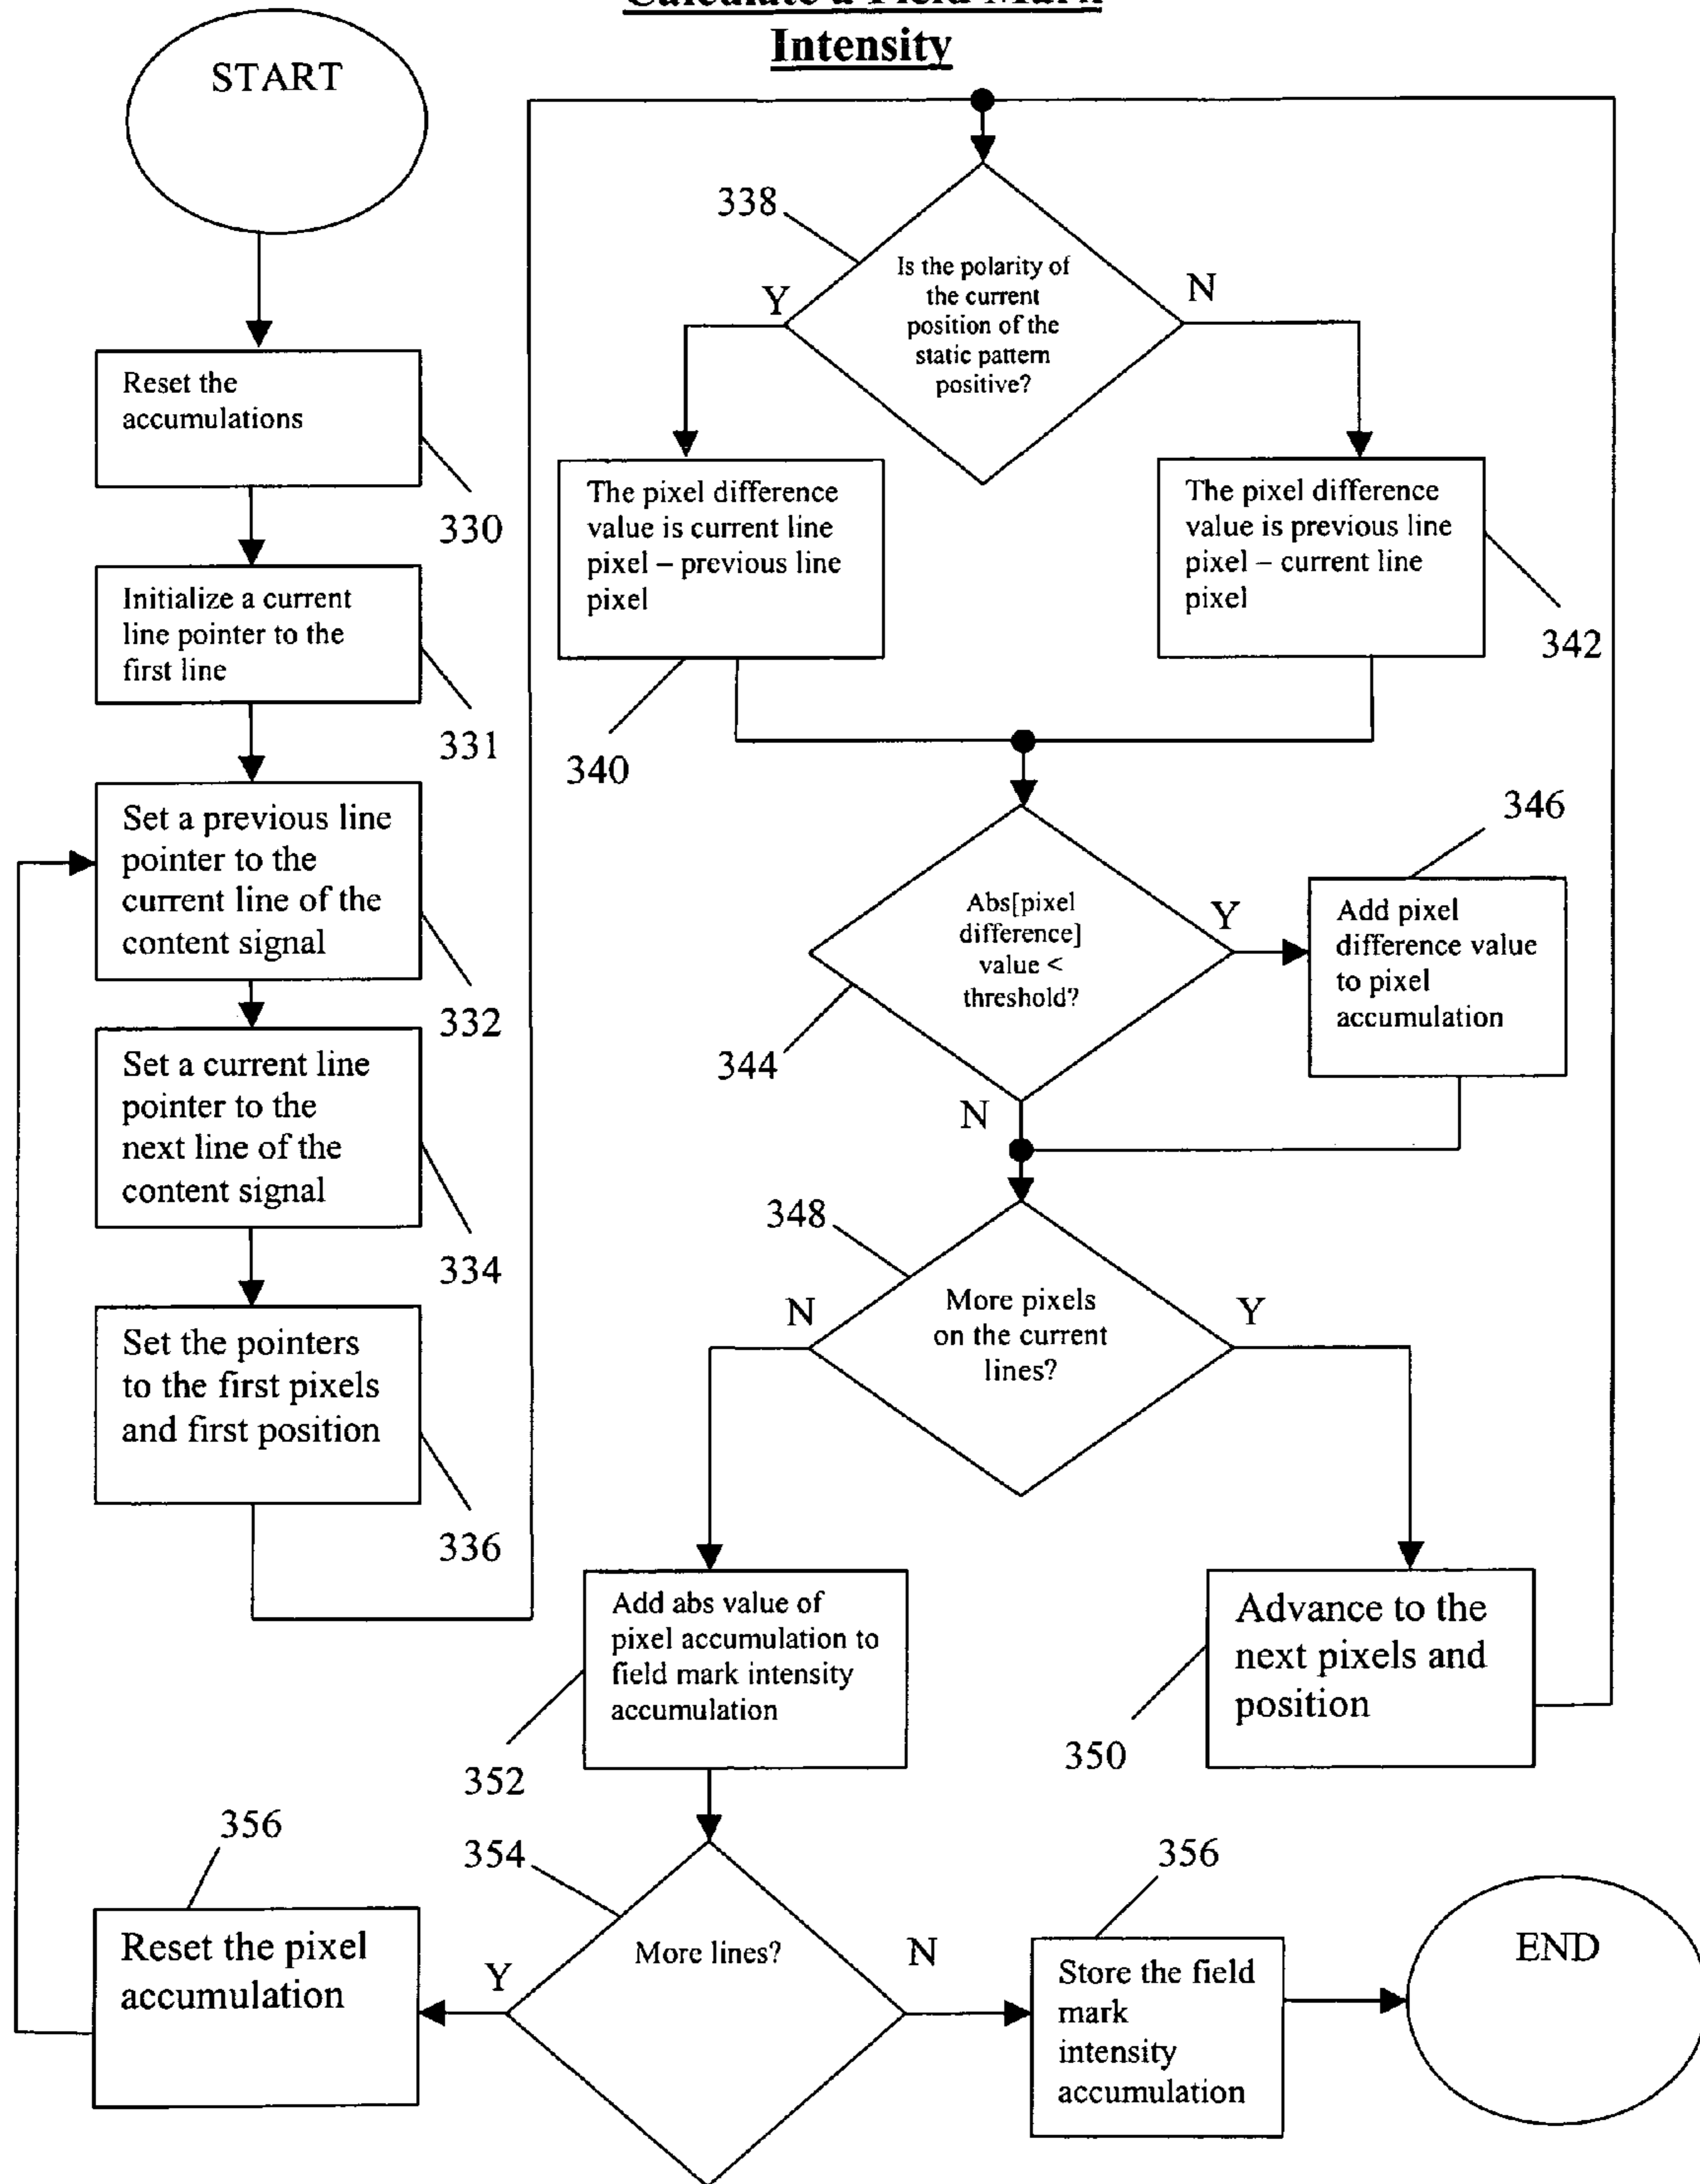 Calculate a Field Mark
Intensity
START
Reset the
accumulations
330
Initialize a current
line pointer to the
first line
331
Set a previous line
pointer to the
current line of the
content signal
332
Set a current line
pointer to the
next line of the
content signal
334
Set the pointers
to the first pixels
and first position
336
338
Is the polarity of
the current
position of the
static pattern
positive?
Y
N
The pixel difference
value is current line
pixel – previous line
pixel
340
The pixel difference
value is previous line
pixel – current line
pixel
342
Abs[pixel
difference]
value <
threshold?
344
Y
N
346
Add pixel
difference value
to pixel
accumulation
348
More pixels
on the current
lines?
N
Y
Add abs value of
pixel accumulation to
field mark intensity
accumulation
352
Advance to the
next pixels and
position
350
354
More lines?
Y
N
356
Reset the pixel
accumulation
356
Store the field
mark
intensity
accumulation
END